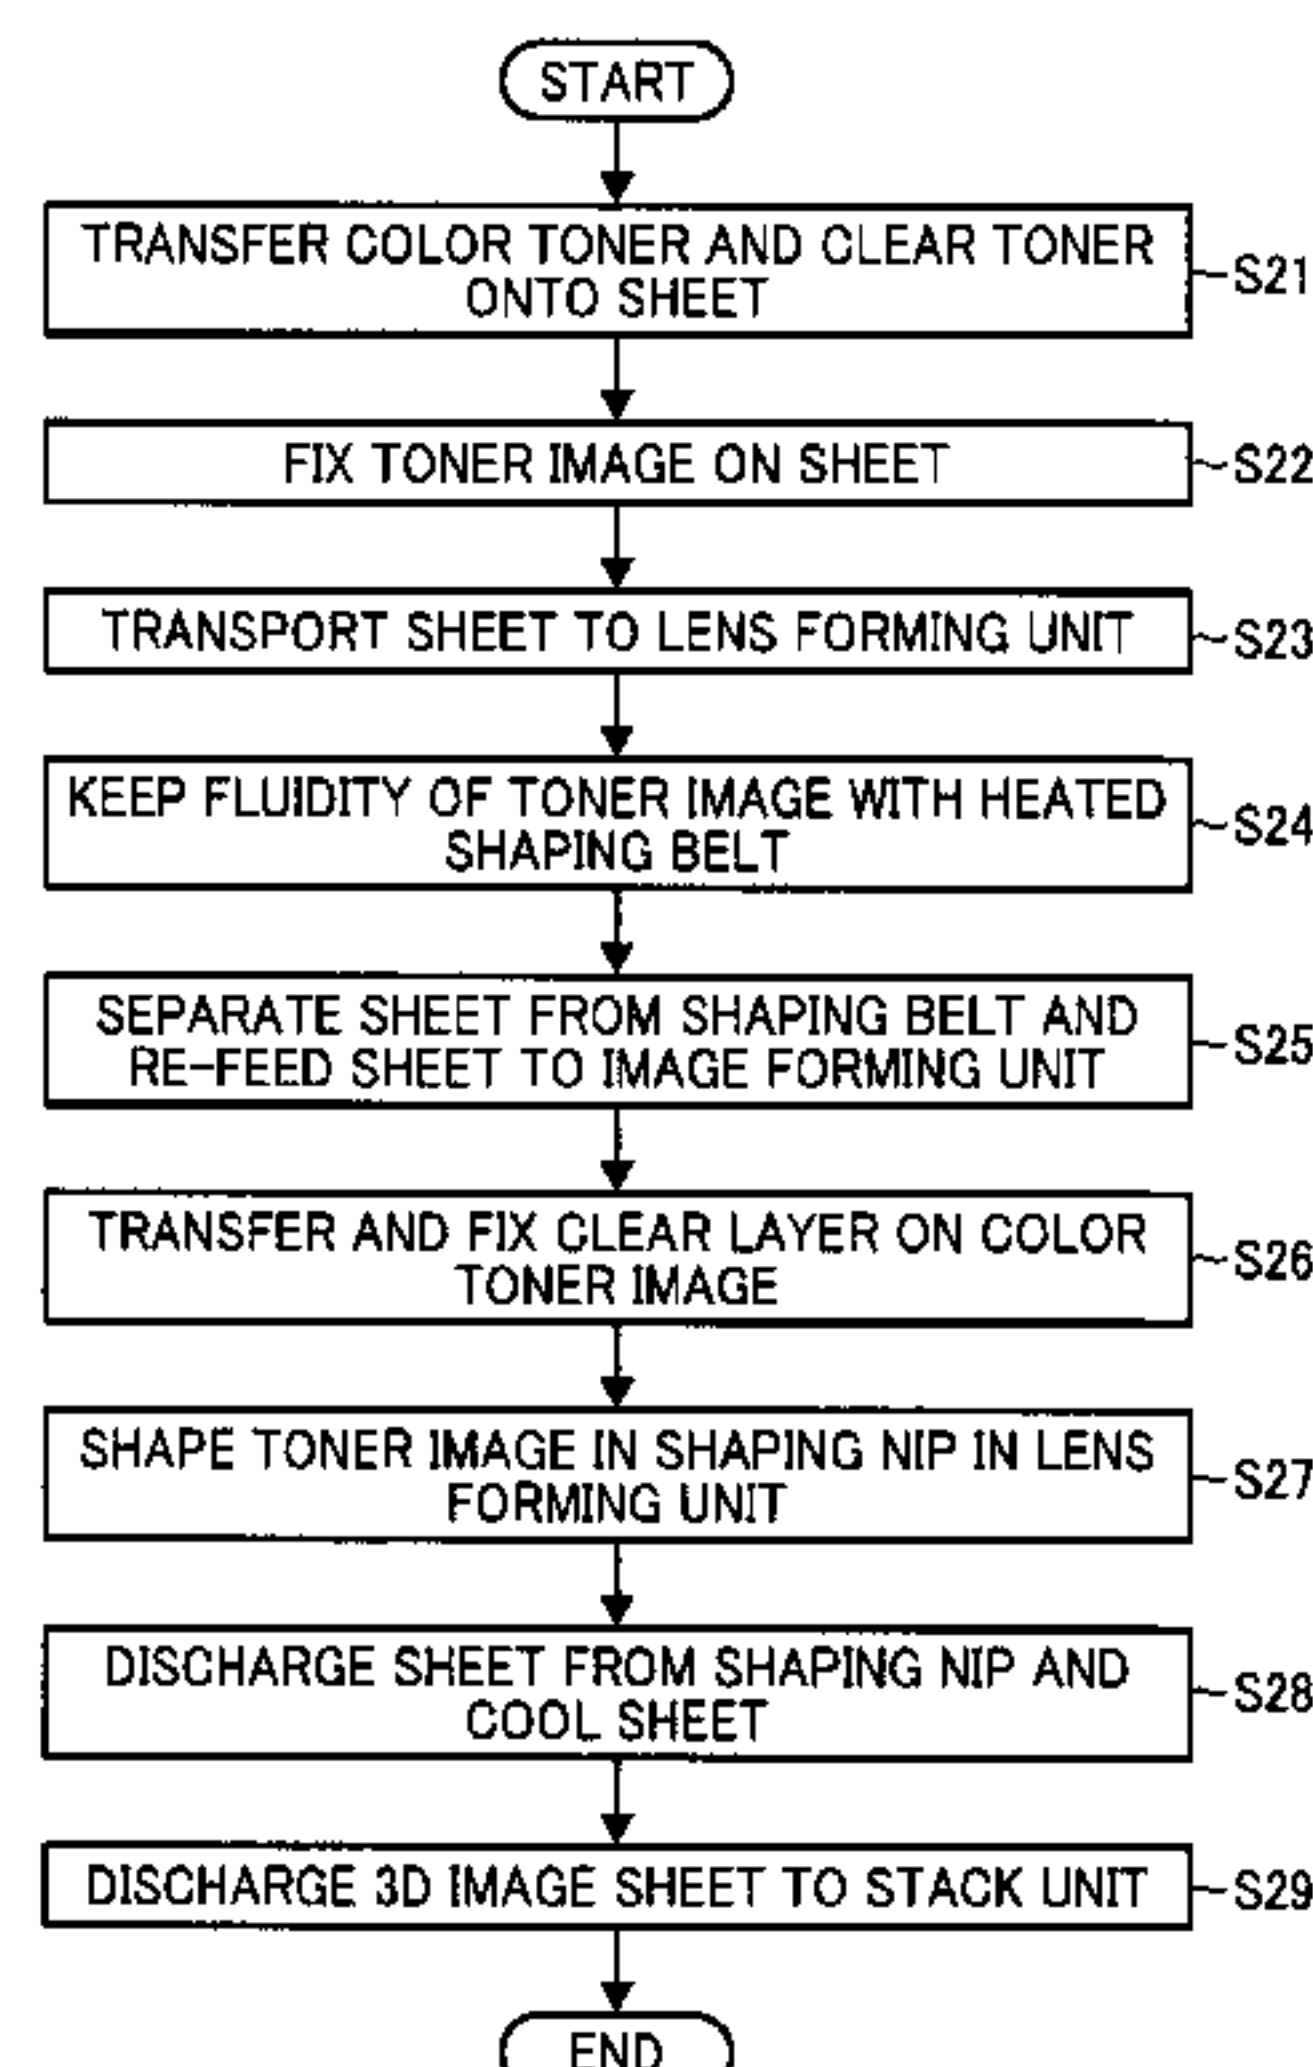 START
TRANSFER COLOR TONER AND CLEAR TONER
ONTO SHEET
S21
FIX TONER IMAGE ON SHEET
S22
TRANSPORT SHEET TO LENS FORMING UNIT
S23
KEEP FLUIDITY OF TONER IMAGE WITH HEATED
SHAPING BELT
S24
SEPARATE SHEET FROM SHAPING BELT AND
RE-FEED SHEET TO IMAGE FORMING UNIT
S25
TRANSFER AND FIX CLEAR LAYER ON COLOR
TONER IMAGE
S26
SHAPE TONER IMAGE IN SHAPING NIP IN LENS
FORMING UNIT
S27
DISCHARGE SHEET FROM SHAPING NIP AND
COOL SHEET
S28
DISCHARGE 3D IMAGE SHEET TO STACK UNIT
S29
END